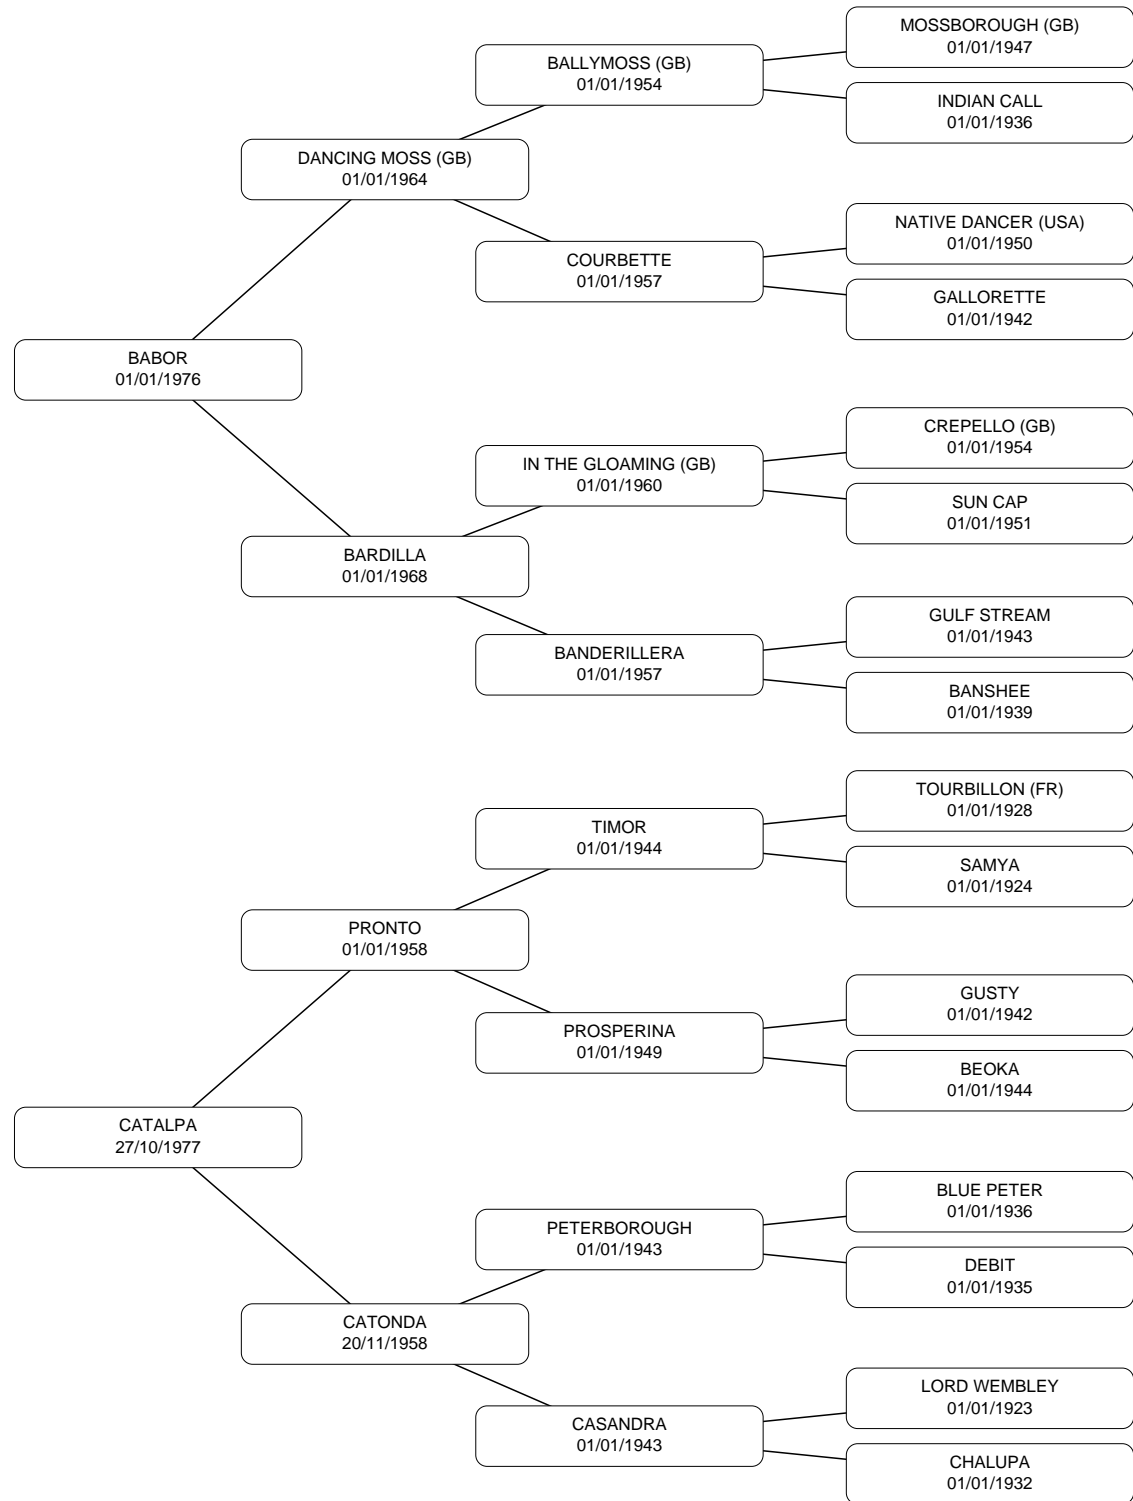 MOSSBOROUGH (GB)
01/01/1947
BALLYMOSS (GB)
01/01/1954
INDIAN CALL
01/01/1936
DANCING MOSS (GB)
01/01/1964
NATIVE DANCER (USA)
01/01/1950
COURBETTE
01/01/1957
GALLORETTE
01/01/1942
BABOR
01/01/1976
CREPELLO (GB)
01/01/1954
IN THE GLOAMING (GB)
01/01/1960
SUN CAP
01/01/1951
BARDILLA
01/01/1968
GULF STREAM
01/01/1943
BANDERILLERA
01/01/1957
BANSHEE
01/01/1939
TOURBILLON (FR)
01/01/1928
TIMOR
01/01/1944
SAMYA
01/01/1924
PRONTO
01/01/1958
GUSTY
01/01/1942
PROSPERINA
01/01/1949
BEOKA
01/01/1944
CATALPA
27/10/1977
BLUE PETER
01/01/1936
PETERBOROUGH
01/01/1943
DEBIT
01/01/1935
CATONDA
20/11/1958
LORD WEMBLEY
01/01/1923
CASANDRA
01/01/1943
CHALUPA
01/01/1932